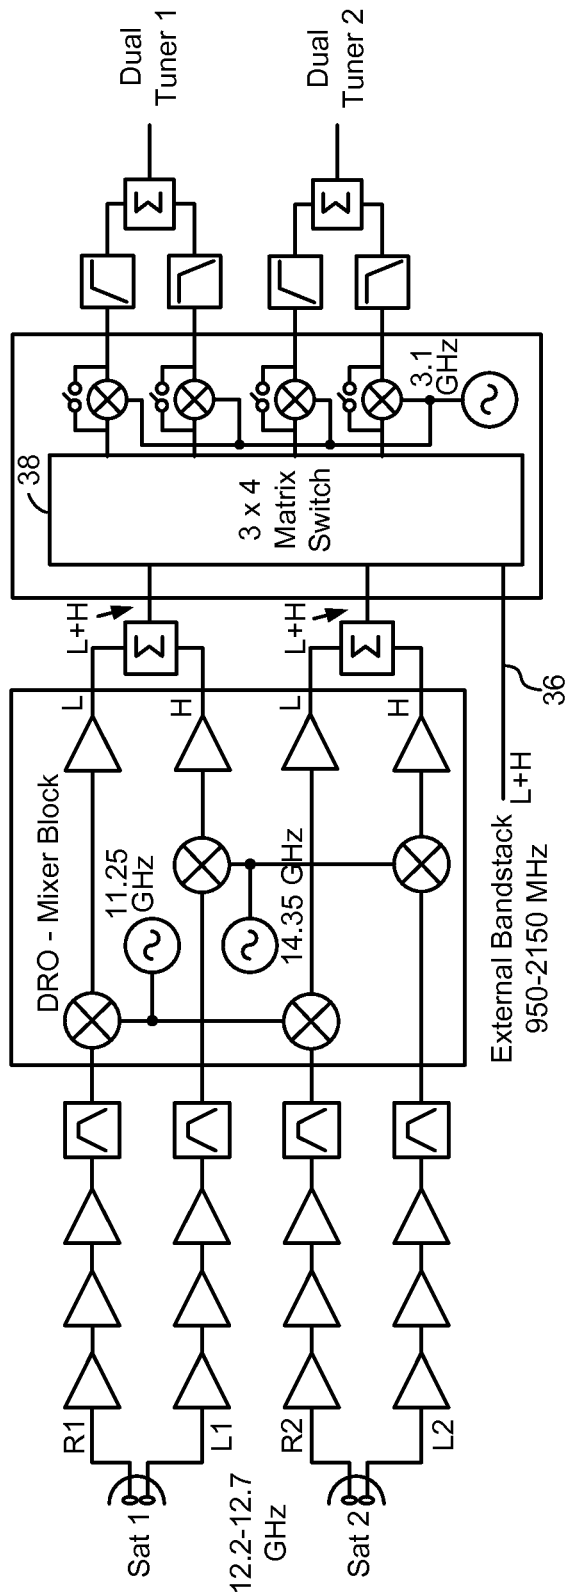 Sat 1
R1
L1
12.2-12.7
GHz
Sat 2
R2
L2
DRO - Mixer Block
11.25
GHz
14.35 GHz
L
H
L
H
L+H
L+H
Σ
Σ
External Bandstack
950-2150 MHz
L+H
36
38
3 x 4
Matrix
Switch
3.1
GHz
Σ
Σ
Dual
Tuner 1
Dual
Tuner 2